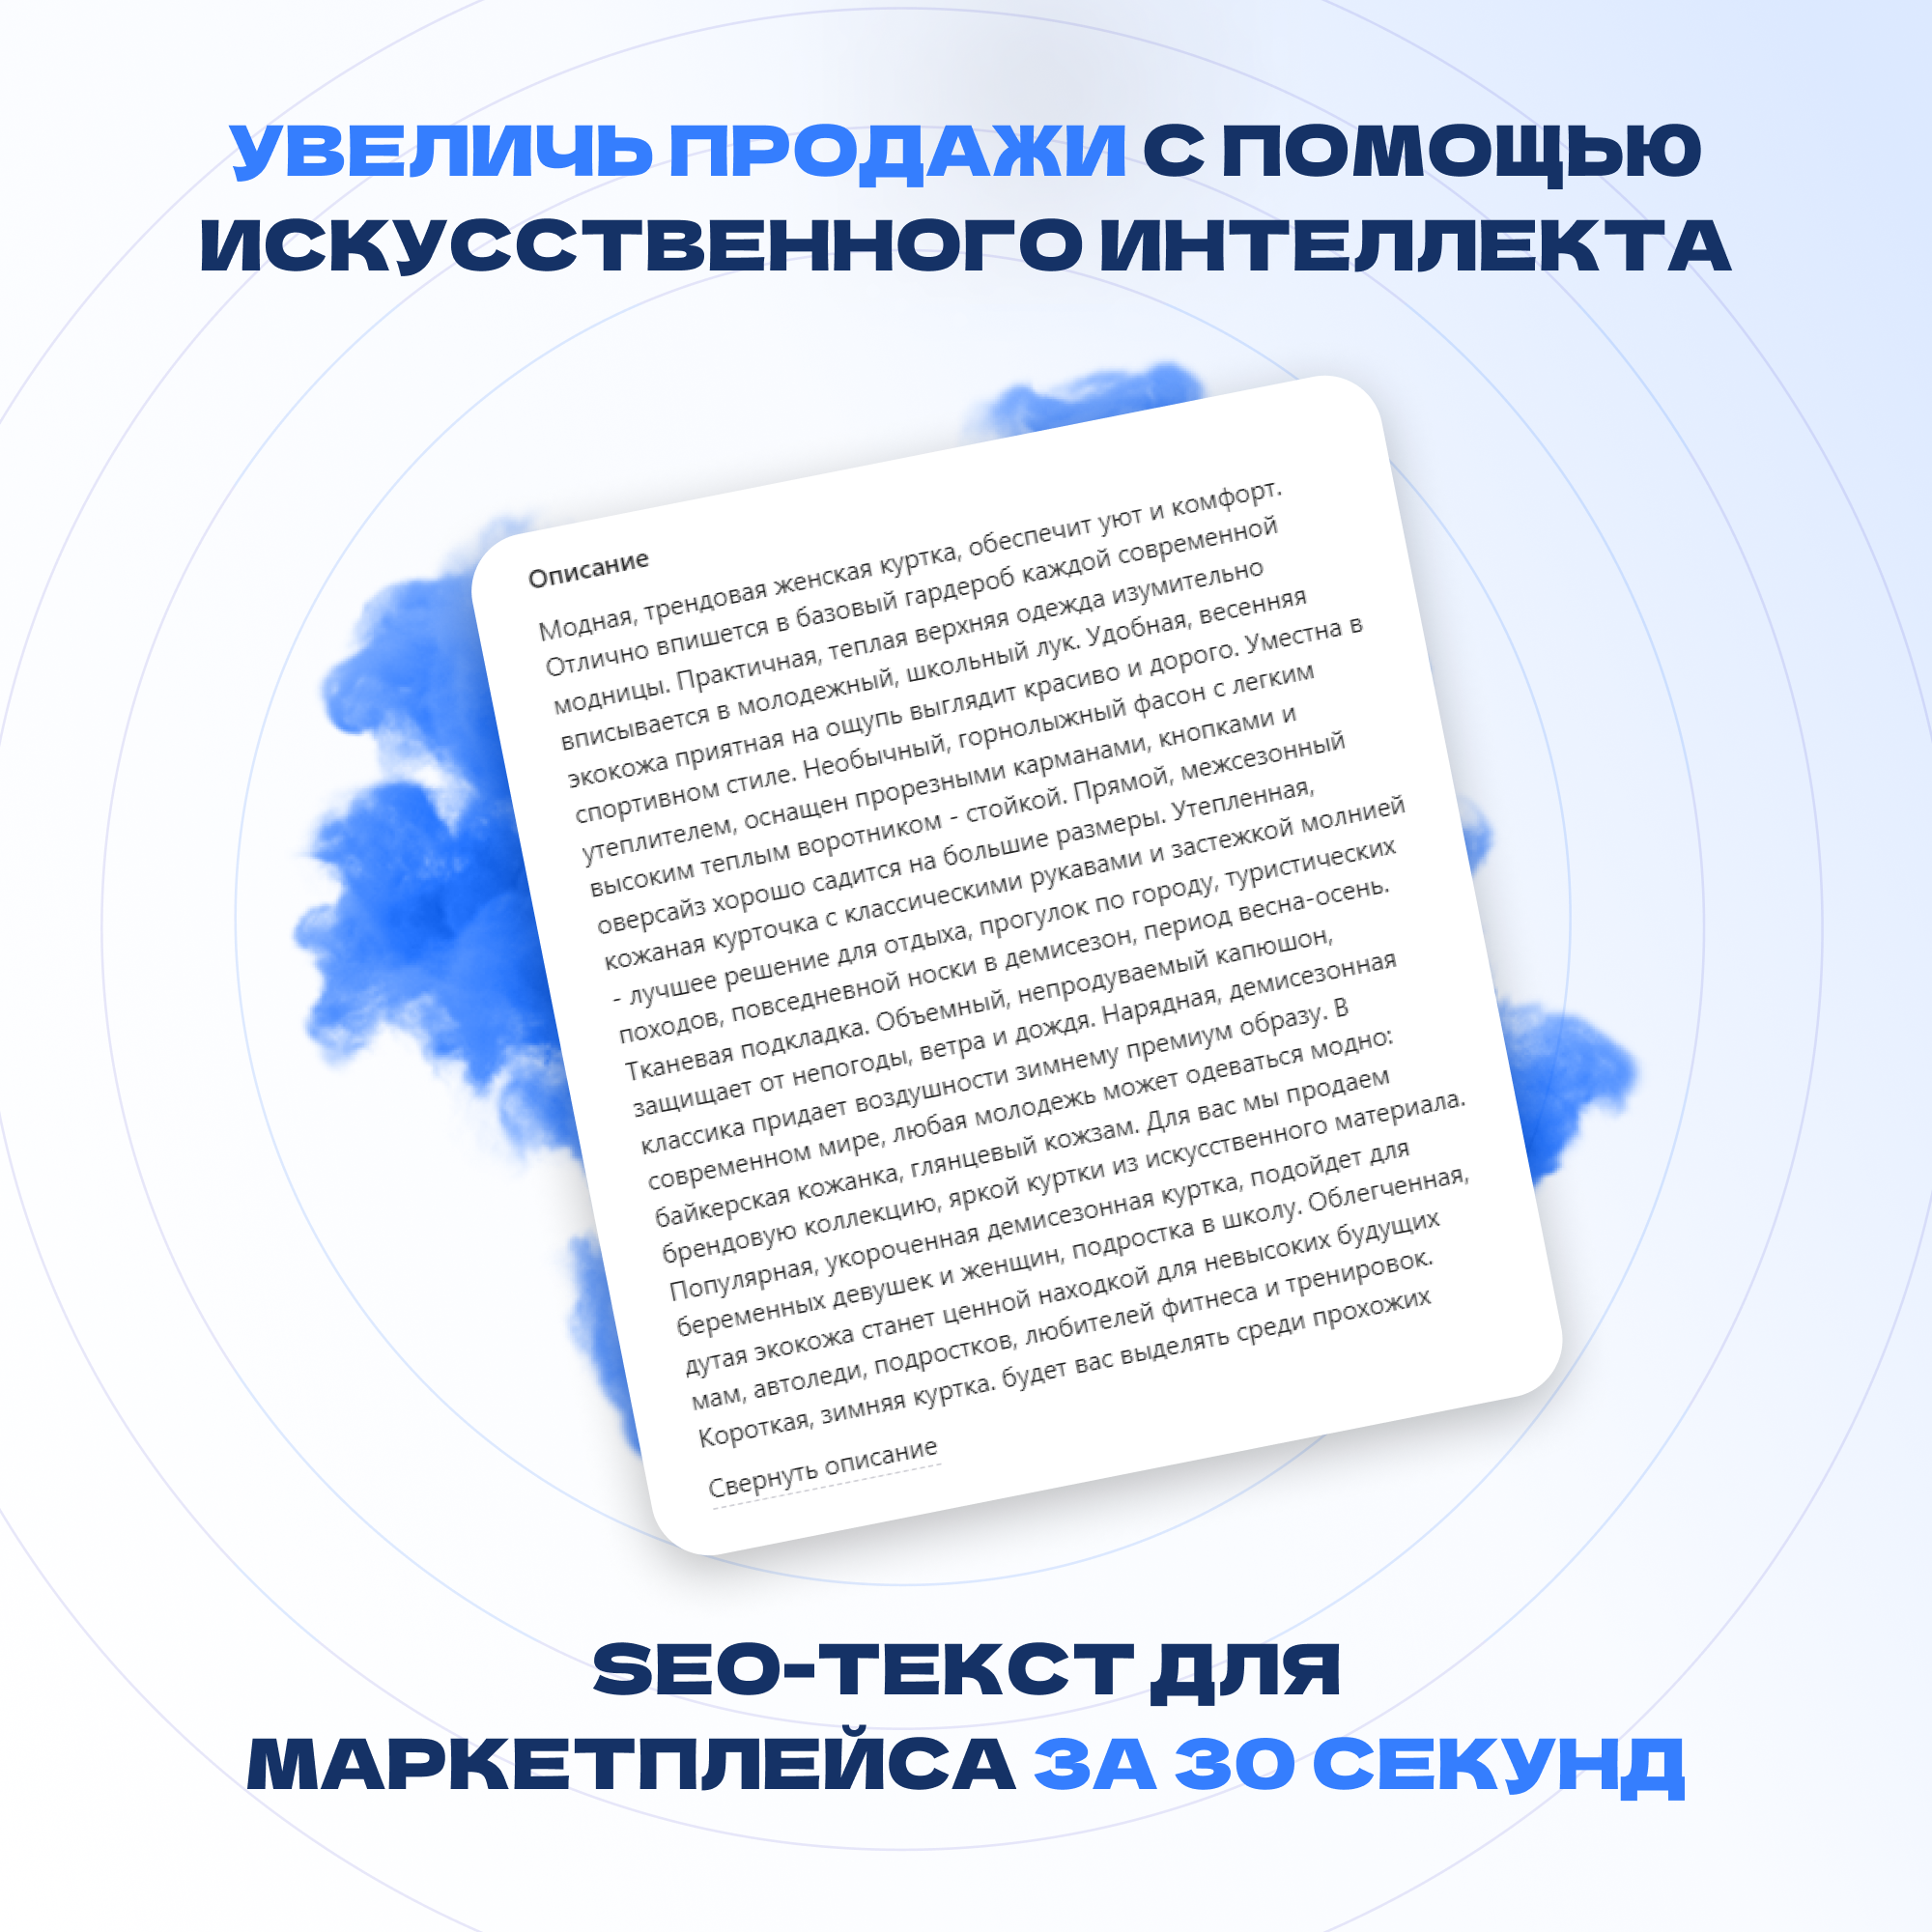 УВЕЛИЧЬ ПРОДАЖИ С ПОМОЩЬЮ
ИСКУССТВЕННОГО ИНТЕЛЛЕКТА
Описание
Модная, трендовая женская куртка, обеспечит уют и комфорт.
Отлично впишется в базовый гардероб каждой современной
модницы. Практичная, теплая верхняя одежда изумительно
вписывается в молодежный, школьный лук. Удобная, весенняя
экокожа приятная на ощупь выглядит красиво и дорого. Уместна в
спортивном стиле. Необычный, горнолыжный фасон с легким
утеплителем, оснащен прорезными карманами, кнопками и
высоким теплым воротником - стойкой. Прямой, межсезонный
оверсайз хорошо садится на большие размеры. Утепленная,
кожаная курточка с классическими рукавами и застежкой молнией
- лучшее решение для отдыха, прогулок по городу, туристических
походов, повседневной носки в демисезон, период весна-осень.
Тканевая подкладка. Объемный, непродуваемый капюшон,
защищает от непогоды, ветра и дождя. Нарядная, демисезонная
классика придает воздушности зимнему премиум образу. В
современном мире, любая молодежь может одеваться модно:
байкерская кожанка, глянцевый кожзам. Для вас мы продаем
брендовую коллекцию, яркой куртки из искусственного материала.
Популярная, укороченная демисезонная куртка, подойдет для
беременных девушек и женщин, подростка в школу. Облегченная,
дутая экокожа станет ценной находкой для невысоких будущих
мам, автоледи, подростков, любителей фитнеса и тренировок.
Короткая, зимняя куртка. будет вас выделять среди прохожих
Свернуть описание
SEO-ТЕКСТ ДЛЯ
МАРКЕТПЛЕЙСА ЗА 30 СЕКУНД